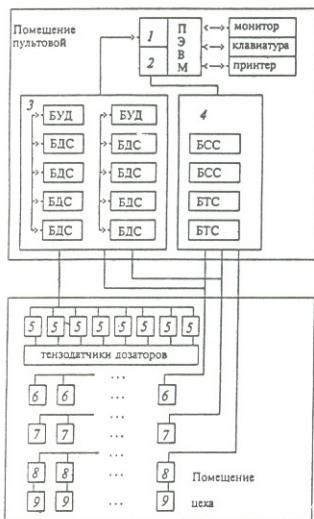 Помещение
пультовой
1
2
ПЭВМ
монитор
клавиатура
принтер
3
БУД БУД
БДС БДС
БДС БДС
БДС БДС
БДС БДС
4
БСС
БСС
БТС
БТС
5 5 5 5 5 5 5 5
тензодатчики дозаторов
...
6 6 ... 6
...
7 7 ... 7
...
8 8 ... 8
9 9 ... 9
Помещение
цеха